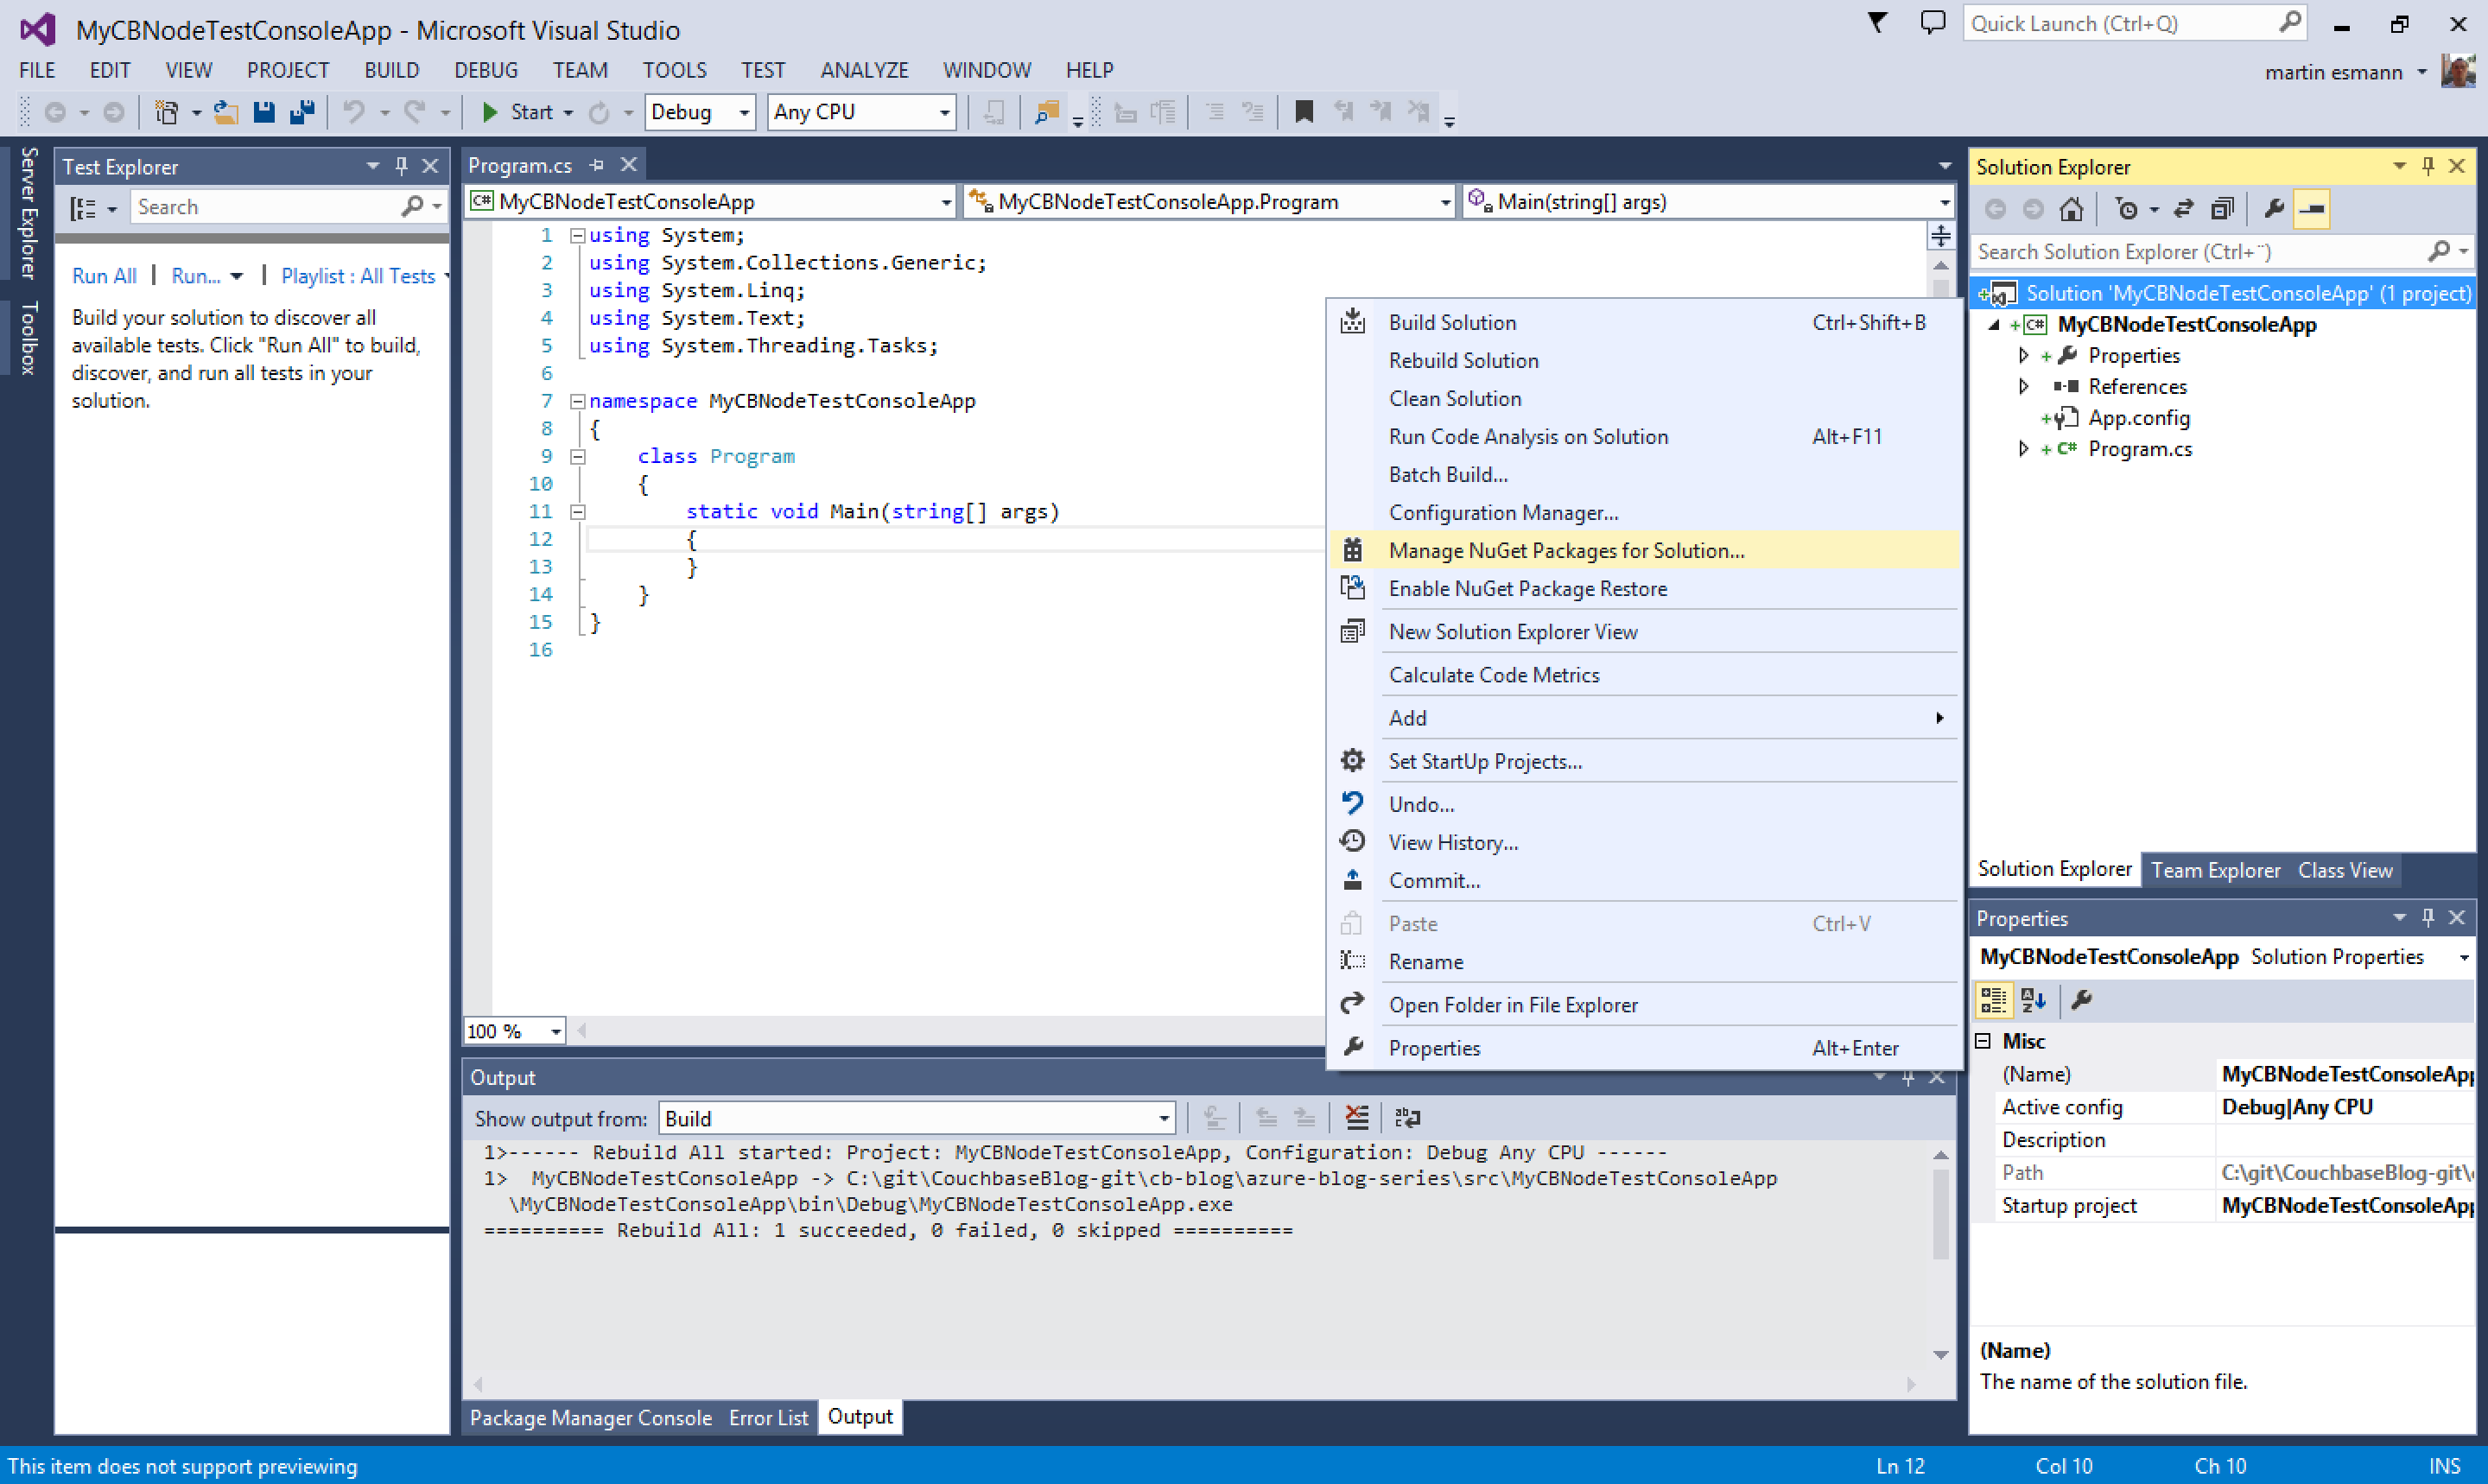 MyCBNodeTestConsoleApp - Microsoft Visual Studio
Quick Launch (Ctrl+Q)
FILE EDIT VIEW PROJECT BUILD DEBUG TEAM TOOLS TEST ANALYZE WINDOW HELP
martin esmann
Start Debug Any CPU
Server Explorer
Toolbox
Test Explorer
Search
Run All | Run... | Playlist : All Tests
Build your solution to discover all
available tests. Click "Run All" to build,
discover, and run all tests in your
solution.
Program.cs
C# MyCBNodeTestConsoleApp
MyCBNodeTestConsoleApp.Program
Main(string[] args)
1 using System;
2 using System.Collections.Generic;
3 using System.Linq;
4 using System.Text;
5 using System.Threading.Tasks;
6
7 namespace MyCBNodeTestConsoleApp
8 {
9 class Program
10 {
11 static void Main(string[] args)
12 {
13 }
14 }
15 }
16
100 %
Build Solution Ctrl+Shift+B
Rebuild Solution
Clean Solution
Run Code Analysis on Solution Alt+F11
Batch Build...
Configuration Manager...
Manage NuGet Packages for Solution...
Enable NuGet Package Restore
New Solution Explorer View
Calculate Code Metrics
Add
Set StartUp Projects...
Undo...
View History...
Commit...
Paste Ctrl+V
Rename
Open Folder in File Explorer
Properties Alt+Enter
Output
Show output from: Build
1>------ Rebuild All started: Project: MyCBNodeTestConsoleApp, Configuration: Debug Any CPU ------
1>  MyCBNodeTestConsoleApp -> C:\git\CouchbaseBlog-git\cb-blog\azure-blog-series\src\MyCBNodeTestConsoleApp
\MyCBNodeTestConsoleApp\bin\Debug\MyCBNodeTestConsoleApp.exe
========== Rebuild All: 1 succeeded, 0 failed, 0 skipped ==========
Package Manager Console Error List Output
Solution Explorer
Search Solution Explorer (Ctrl+¨)
Solution 'MyCBNodeTestConsoleApp' (1 project)
C# MyCBNodeTestConsoleApp
Properties
References
App.config
C# Program.cs
Solution Explorer Team Explorer Class View
Properties
MyCBNodeTestConsoleApp Solution Properties
Misc
(Name) MyCBNodeTestConsoleApp
Active config Debug|Any CPU
Description
Path C:\git\CouchbaseBlog-git\
Startup project MyCBNodeTestConsoleApp
(Name)
The name of the solution file.
This item does not support previewing
Ln 12 Col 10 Ch 10 INS